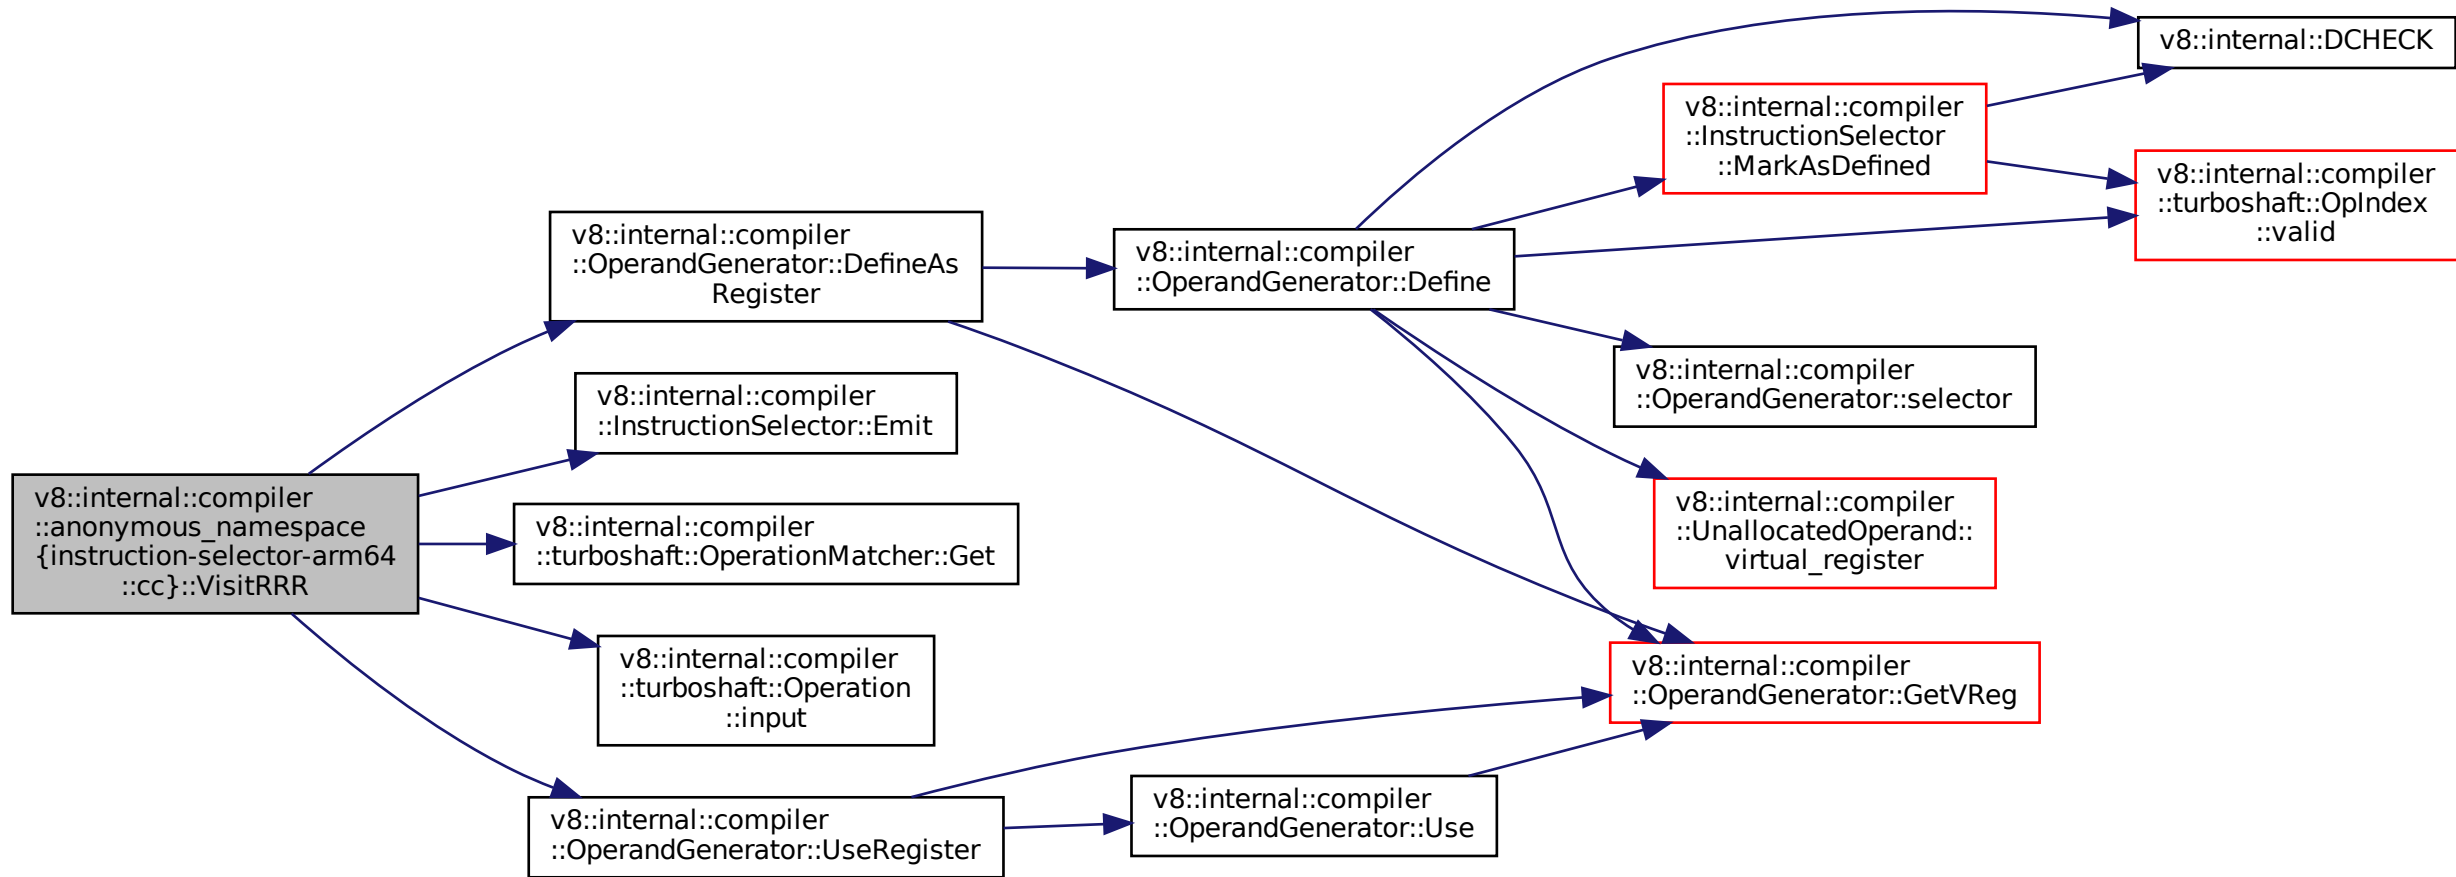 v8::internal::compiler
::anonymous_namespace
{instruction-selector-arm64
::cc}::VisitRRR
v8::internal::compiler
::OperandGenerator::DefineAs
Register
v8::internal::compiler
::InstructionSelector::Emit
v8::internal::compiler
::turboshaft::OperationMatcher::Get
v8::internal::compiler
::turboshaft::Operation
::input
v8::internal::compiler
::OperandGenerator::UseRegister
v8::internal::compiler
::OperandGenerator::Define
v8::internal::compiler
::OperandGenerator::Use
v8::internal::compiler
::InstructionSelector
::MarkAsDefined
v8::internal::compiler
::OperandGenerator::selector
v8::internal::compiler
::UnallocatedOperand::
virtual_register
v8::internal::compiler
::OperandGenerator::GetVReg
v8::internal::DCHECK
v8::internal::compiler
::turboshaft::OpIndex
::valid